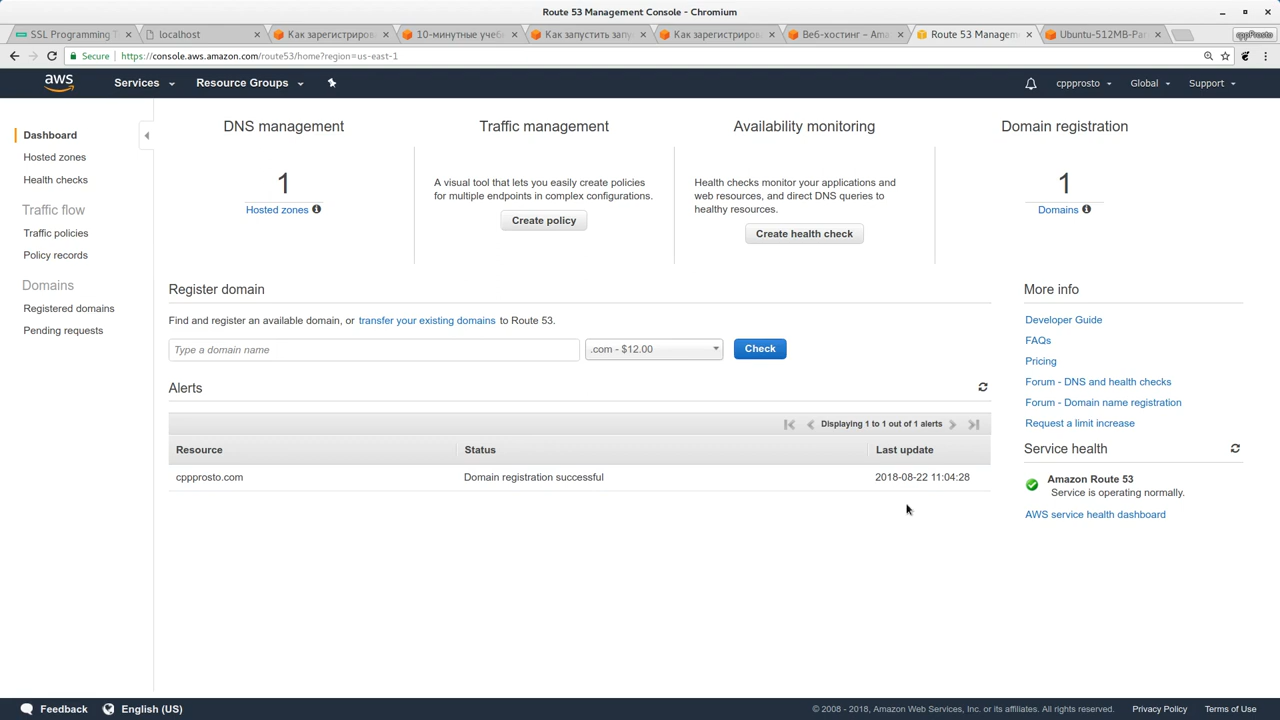 Route 53 Management Console - Chromium
SSL Programming T
localhost
Как зарегистриров
10-минутные учеб
Как запустить запу
Как зарегистриров
Веб-хостинг – Ama
Route 53 Managem
Ubuntu-512MB-Par
cppProsto
Secure
https://console.aws.amazon.com/route53/home?region=us-east-1
aws
Services
Resource Groups
cppprosto
Global
Support
Dashboard
Hosted zones
Health checks
Traffic flow
Traffic policies
Policy records
Domains
Registered domains
Pending requests
DNS management
1
Hosted zones
Traffic management
A visual tool that lets you easily create policies
for multiple endpoints in complex configurations.
Create policy
Availability monitoring
Health checks monitor your applications and
web resources, and direct DNS queries to
healthy resources.
Create health check
Domain registration
1
Domains
Register domain
Find and register an available domain, or transfer your existing domains to Route 53.
Type a domain name
.com - $12.00
Check
Alerts
Displaying 1 to 1 out of 1 alerts
Resource Status Last update
cppprosto.com Domain registration successful 2018-08-22 11:04:28
More info
Developer Guide
FAQs
Pricing
Forum - DNS and health checks
Forum - Domain name registration
Request a limit increase
Service health
Amazon Route 53
Service is operating normally.
AWS service health dashboard
Feedback
English (US)
© 2008 - 2018, Amazon Web Services, Inc. or its affiliates. All rights reserved.
Privacy Policy
Terms of Use